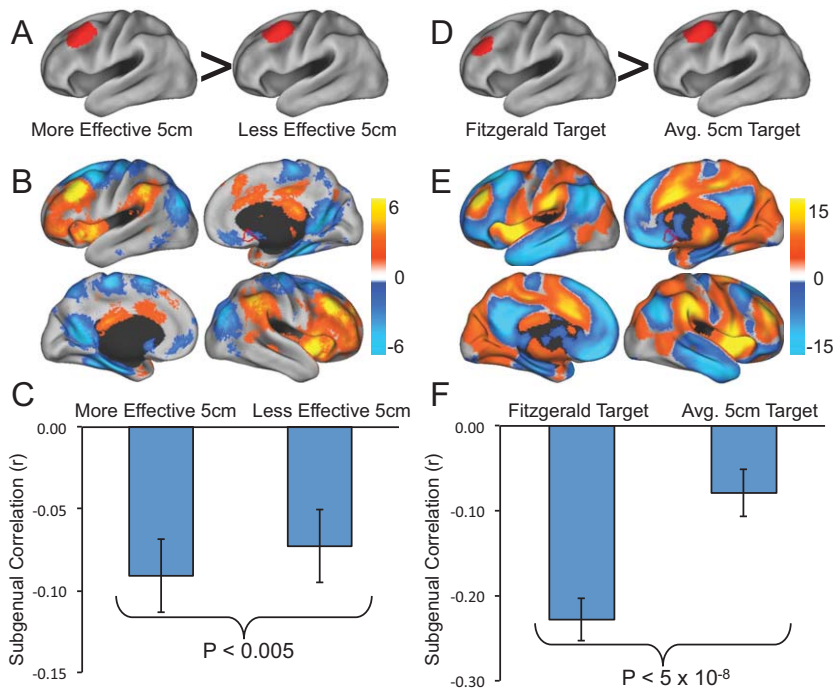 A
>
More Effective 5cm
Less Effective 5cm
B
6
0
-6
C
More Effective 5cm
Less Effective 5cm
0.00
-0.05
-0.10
-0.15
Subgenual Correlation (r)
P < 0.005
D
>
Fitzgerald Target
Avg. 5cm Target
E
15
0
-15
F
Fitzgerald Target
Avg. 5cm Target
0.00
-0.10
-0.20
-0.30
Subgenual Correlation (r)
P < 5 x 10⁻⁸